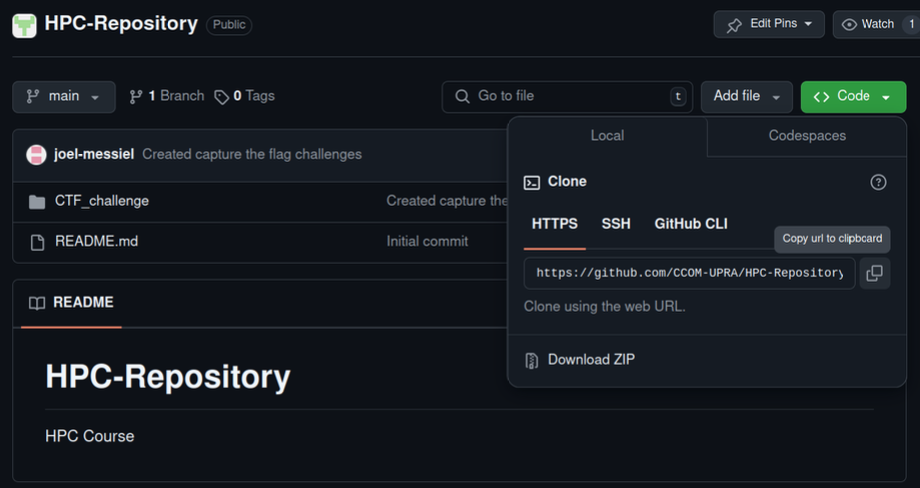 HPC-Repository Public Edit Pins Watch 1
main 1 Branch 0 Tags Go to file t Add file <> Code
joel-messiel Created capture the flag challenges
CTF_challenge Created capture the
README.md Initial commit
README
HPC-Repository
HPC Course
Local Codespaces
Clone
HTTPS SSH GitHub CLI
Copy url to clipboard
https://github.com/CCOM-UPRA/HPC-Repository
Clone using the web URL.
Download ZIP